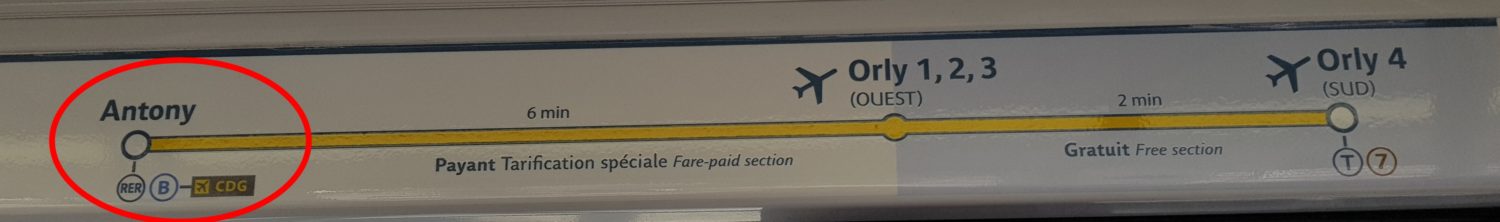 Antony
RER B CDG
6 min
Payant Tarification spéciale Fare-paid section
Orly 1, 2, 3
(OUEST)
2 min
Gratuit Free section
Orly 4
(SUD)
T 7